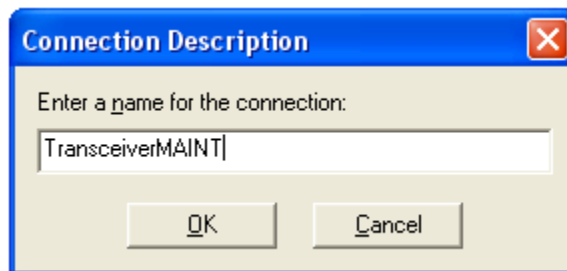 Connection Description
Enter a name for the connection:
TransceiverMAINT
OK Cancel